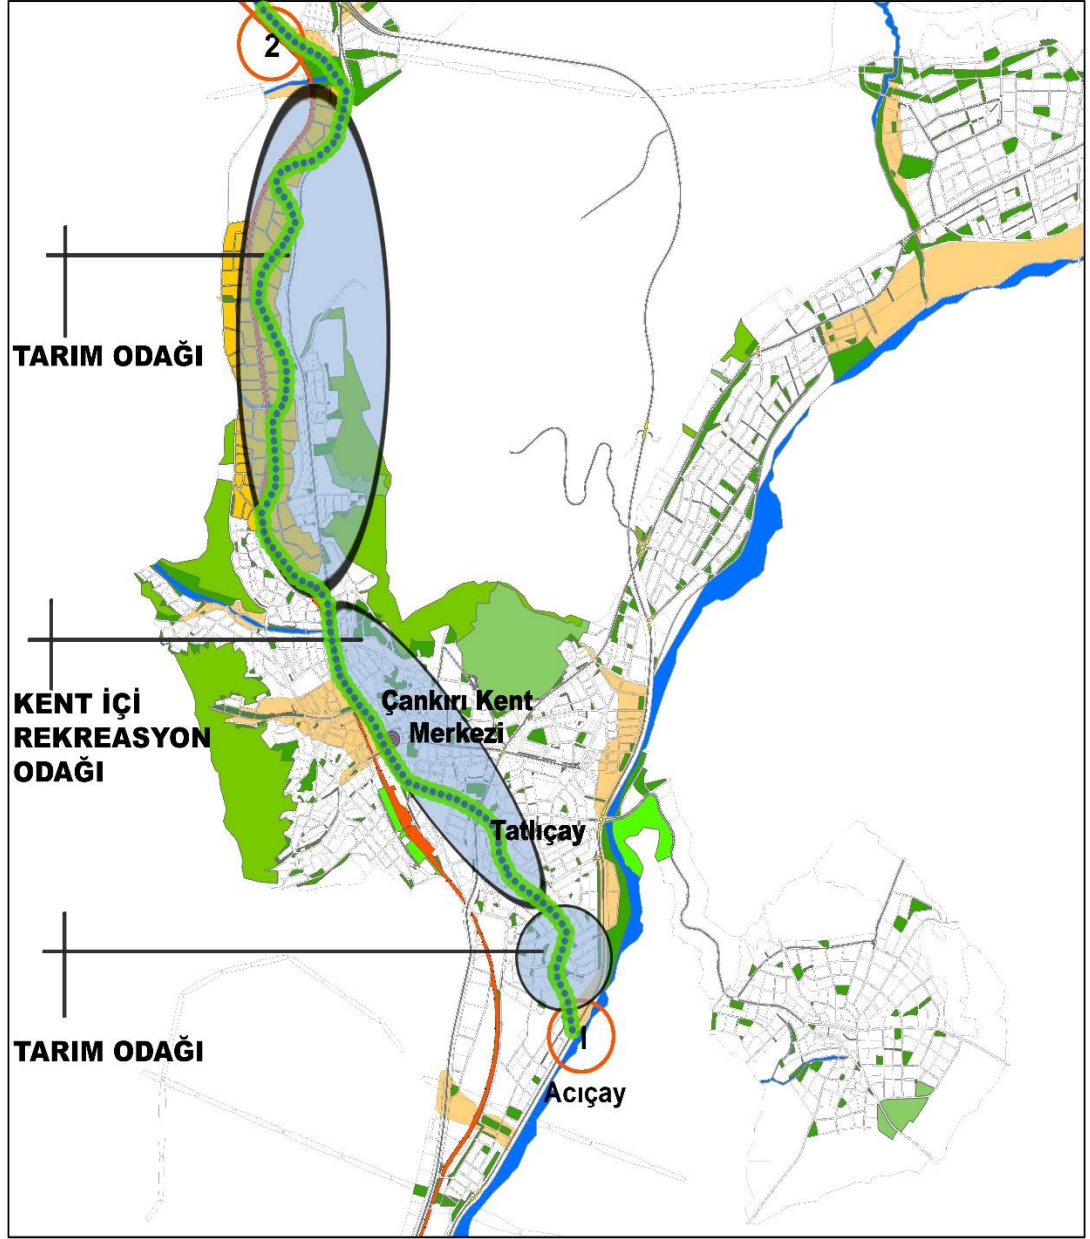 2
TARIM ODAĞI
KENT İÇİ
REKREASYON
ODAĞI
Çankırı Kent
Merkezi
Tatlıçay
TARIM ODAĞI
1
Acıçay